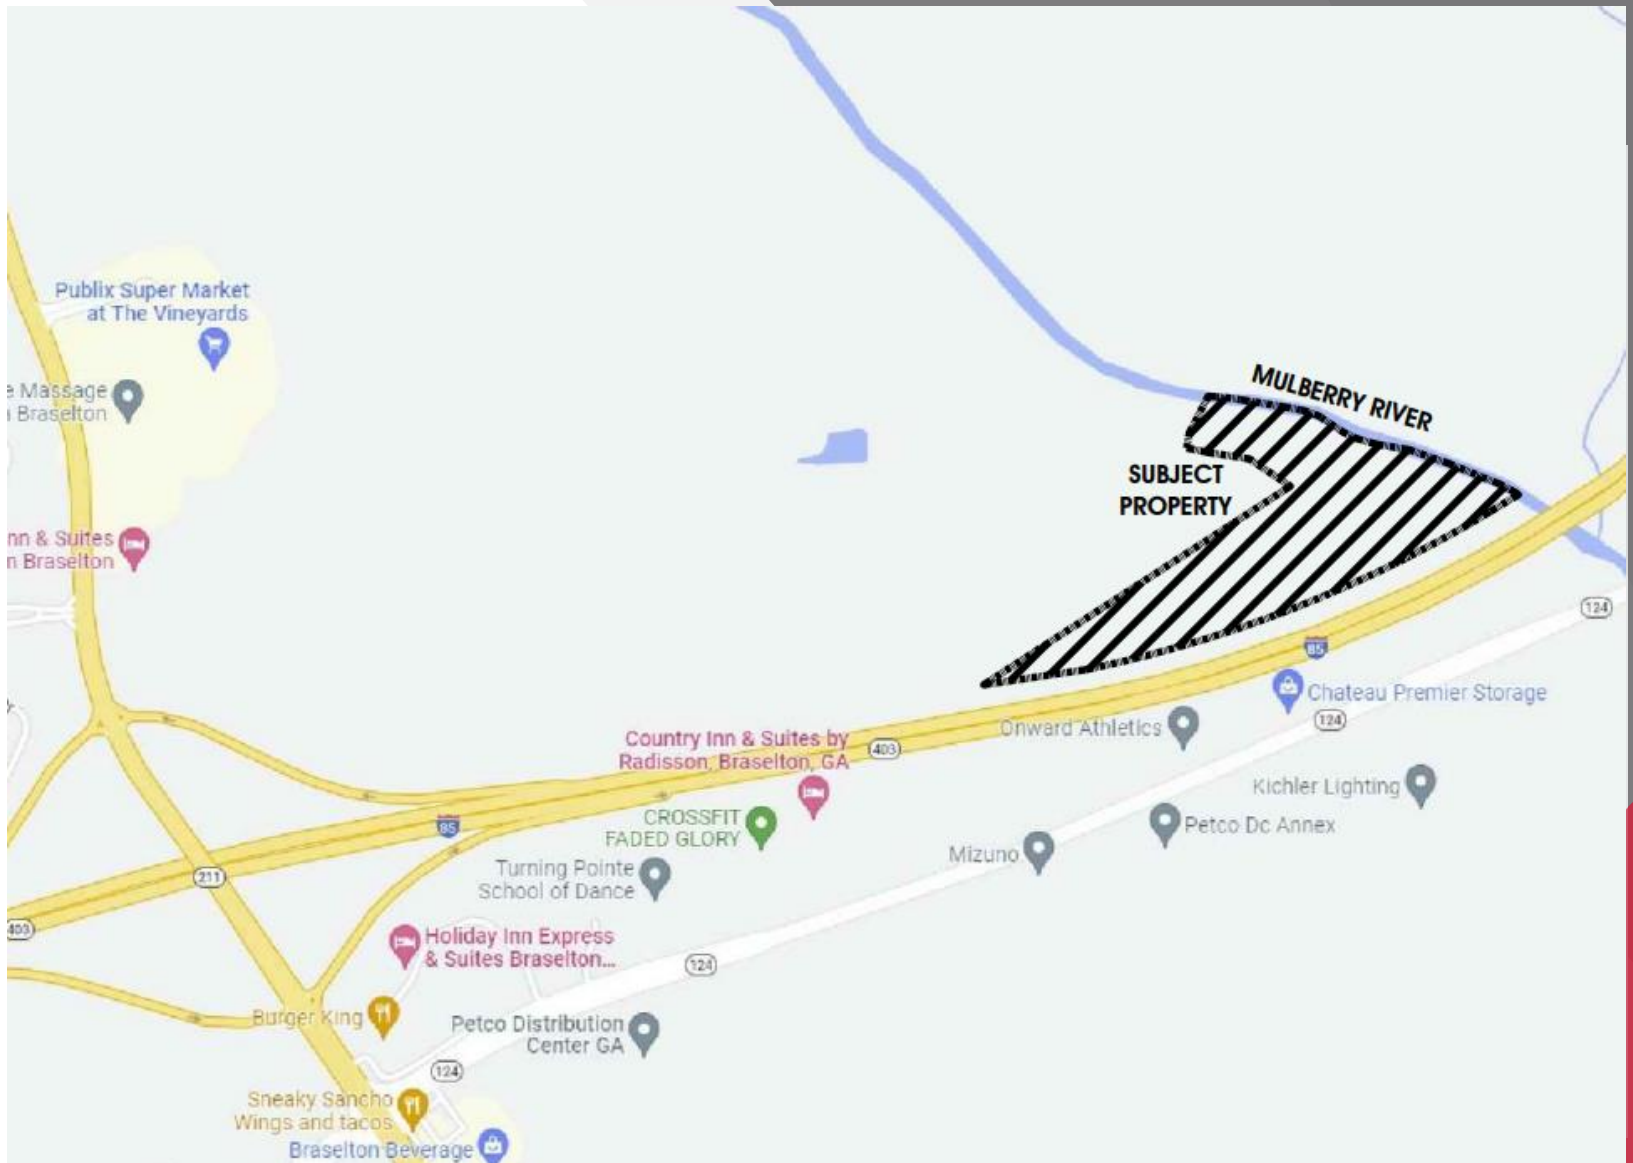 Publix Super Market
at The Vineyards
Massage
Braselton
MULBERRY RIVER
SUBJECT
PROPERTY
nn & Suites
n Braselton
124
85
Chateau Premier Storage
124
Onward Athletics
Country Inn & Suites by
Radisson, Braselton, GA
403
Kichler Lighting
CROSSFIT
FADED GLORY
85
Petco Dc Annex
Mizuno
Turning Pointe
School of Dance
211
403
Holiday Inn Express
& Suites Braselton...
124
Burger King
Petco Distribution
Center GA
124
Sneaky Sancho
Wings and tacos
Braselton Beverage